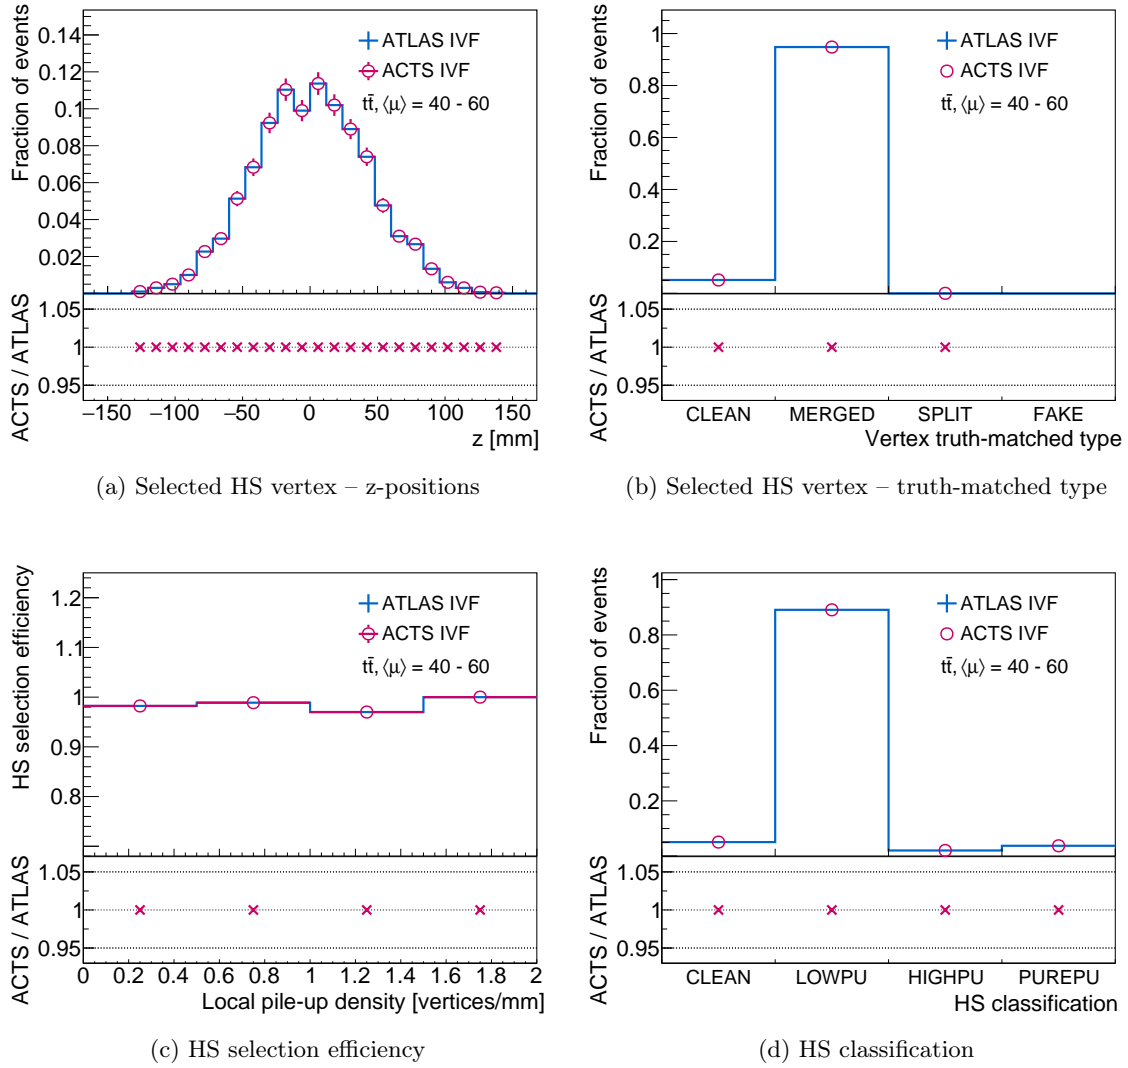 Fraction of events
0.14
0.12
0.1
0.08
0.06
0.04
0.02
ATLAS IVF
ACTS IVF
tt̄, ⟨μ⟩ = 40 - 60
ACTS / ATLAS
1.05
1
0.95
−150 −100 −50 0 50 100 150
z [mm]
(a) Selected HS vertex – z-positions
Fraction of events
1
0.8
0.6
0.4
0.2
ATLAS IVF
ACTS IVF
tt̄, ⟨μ⟩ = 40 - 60
ACTS / ATLAS
1.05
1
0.95
CLEAN MERGED SPLIT FAKE
Vertex truth-matched type
(b) Selected HS vertex – truth-matched type
HS selection efficiency
1.2
1.1
1
0.9
0.8
ATLAS IVF
ACTS IVF
tt̄, ⟨μ⟩ = 40 - 60
ACTS / ATLAS
1.05
1
0.95
0 0.2 0.4 0.6 0.8 1 1.2 1.4 1.6 1.8 2
Local pile-up density [vertices/mm]
(c) HS selection efficiency
Fraction of events
1
0.8
0.6
0.4
0.2
ATLAS IVF
ACTS IVF
tt̄, ⟨μ⟩ = 40 - 60
ACTS / ATLAS
1.05
1
0.95
CLEAN LOWPU HIGHPU PUREPU
HS classification
(d) HS classification